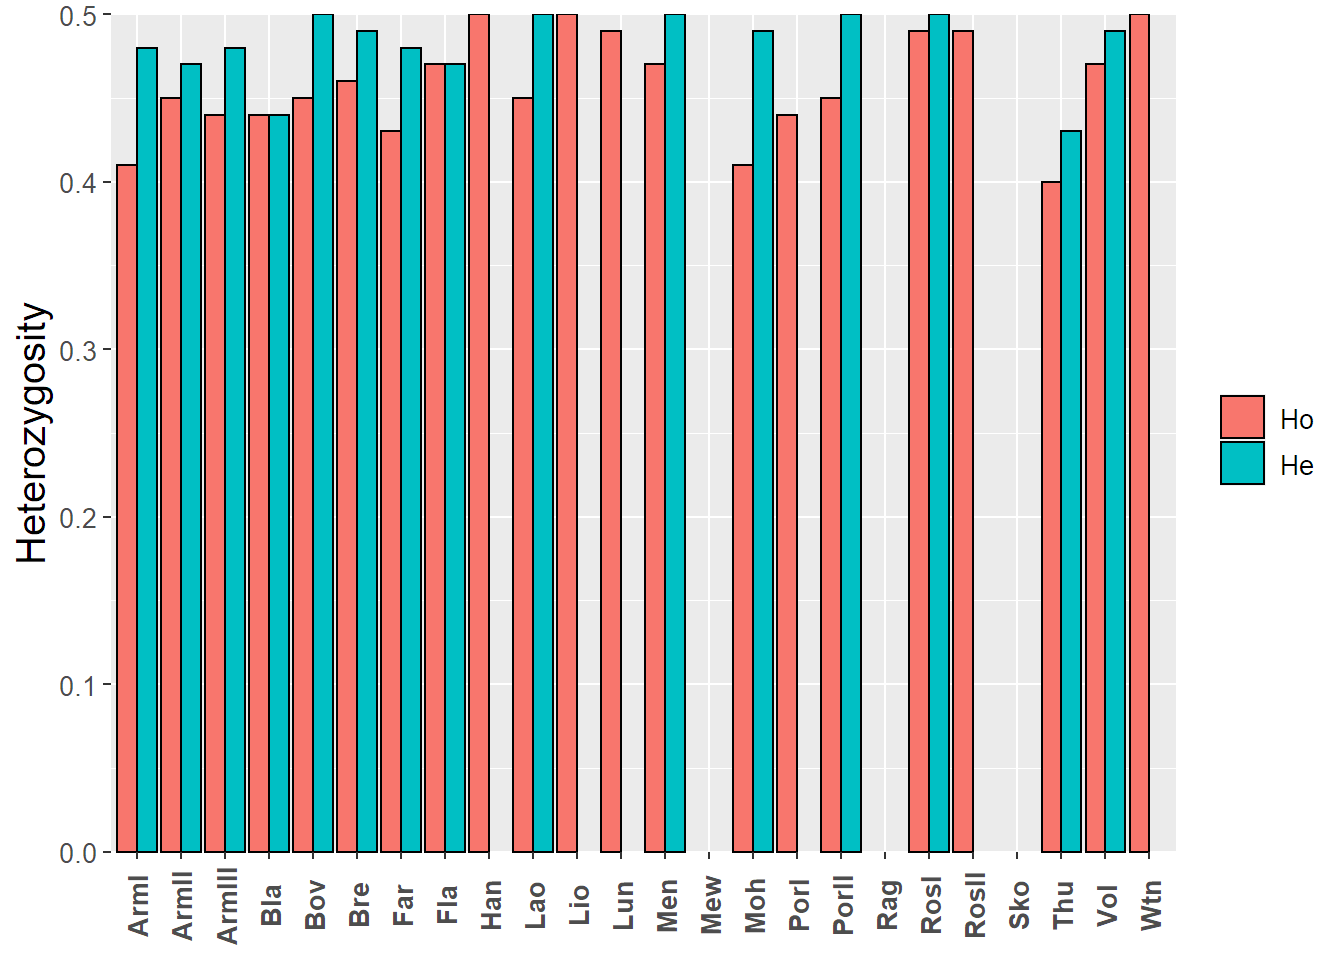 0.5
0.4
0.3
0.2
0.1
0.0
Heterozygosity
ArmI
ArmII
ArmIII
Bla
Bov
Bre
Far
Fla
Han
Lao
Lio
Lun
Men
Mew
Moh
PorI
PorII
Rag
RosI
RosII
Sko
Thu
Vol
Wtn
Ho
He